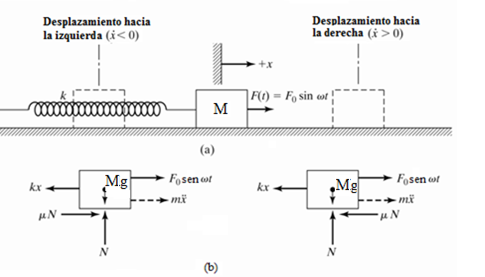 Desplazamiento hacia
la izquierda (ẋ < 0)
Desplazamiento hacia
la derecha (ẋ > 0)
+x
k
M
F(t) = F₀ sin ωt
(a)
kx
Mg
F₀ sen ωt
mẍ
μN
N
kx
Mg
F₀ sen ωt
mẍ
μN
N
(b)